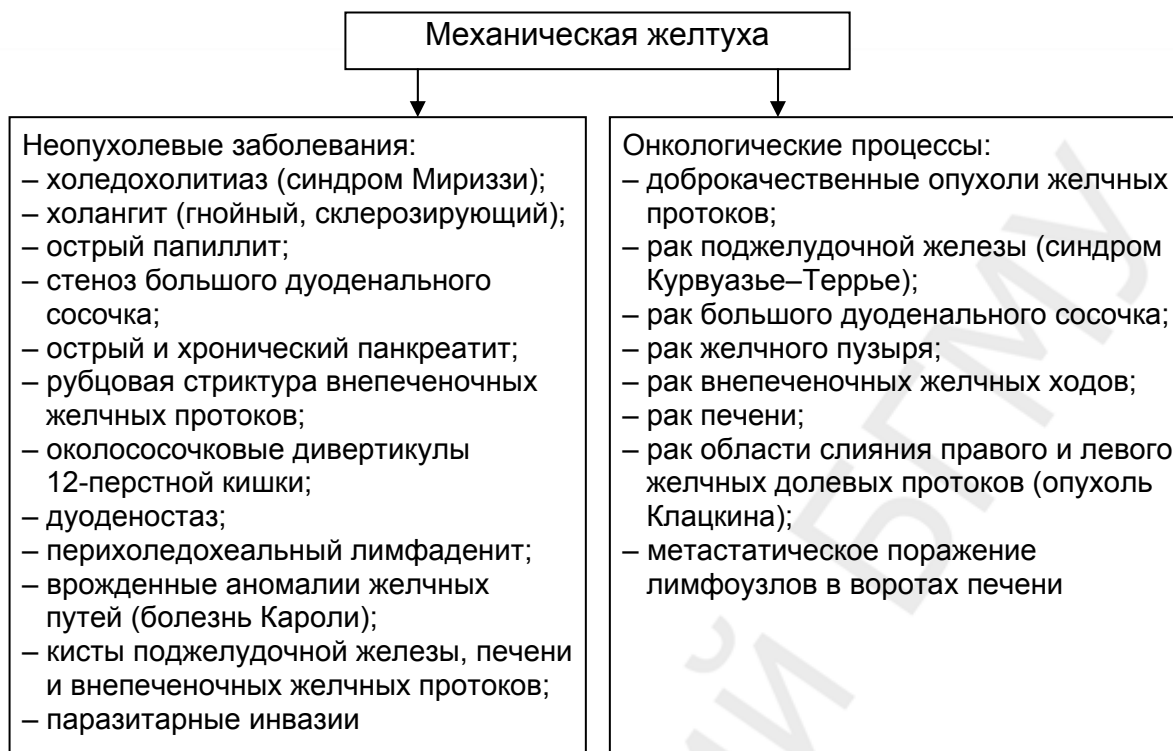 Механическая желтуха
Неопухолевые заболевания:
– холедохолитиаз (синдром Мириззи);
– холангит (гнойный, склерозирующий);
– острый папиллит;
– стеноз большого дуоденального
сосочка;
– острый и хронический панкреатит;
– рубцовая стриктура внепеченочных
желчных протоков;
– околососочковые дивертикулы
12-перстной кишки;
– дуоденостаз;
– перихоледохеальный лимфаденит;
– врожденные аномалии желчных
путей (болезнь Кароли);
– кисты поджелудочной железы, печени
и внепеченочных желчных протоков;
– паразитарные инвазии
Онкологические процессы:
– доброкачественные опухоли желчных
протоков;
– рак поджелудочной железы (синдром
Курвуазье–Террье);
– рак большого дуоденального сосочка;
– рак желчного пузыря;
– рак внепеченочных желчных ходов;
– рак печени;
– рак области слияния правого и левого
желчных долевых протоков (опухоль
Клацкина);
– метастатическое поражение
лимфоузлов в воротах печени
БГМУ